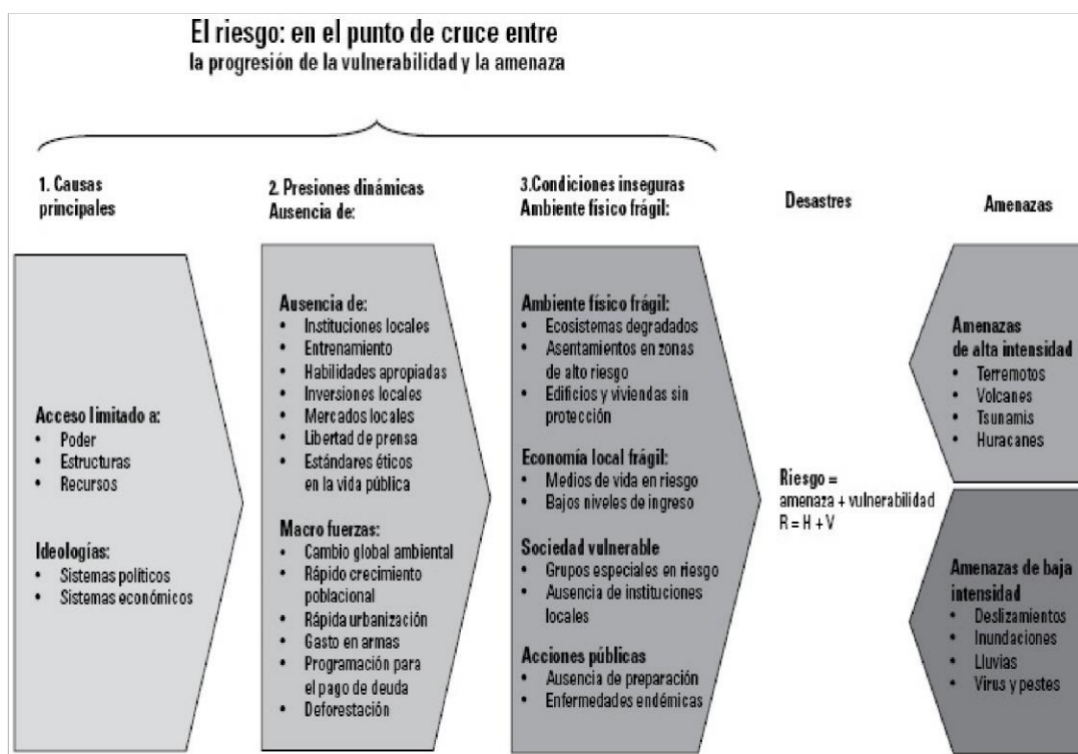 El riesgo: en el punto de cruce entre
la progresión de la vulnerabilidad y la amenaza
1. Causas
principales
2. Presiones dinámicas
Ausencia de:
3.Condiciones inseguras
Ambiente físico frágil:
Desastres
Amenazas
Acceso limitado a:
• Poder
• Estructuras
• Recursos
Ideologías:
• Sistemas políticos
• Sistemas económicos
Ausencia de:
• Instituciones locales
• Entrenamiento
• Habilidades apropiadas
• Inversiones locales
• Mercados locales
• Libertad de prensa
• Estándares éticos
en la vida pública
Macro fuerzas:
• Cambio global ambiental
• Rápido crecimiento
poblacional
• Rápida urbanización
• Gasto en armas
• Programación para
el pago de deuda
• Deforestación
Ambiente físico frágil:
• Ecosistemas degradados
• Asentamientos en zonas
de alto riesgo
• Edificios y viviendas sin
protección
Economía local frágil:
• Medios de vida en riesgo
• Bajos niveles de ingreso
Sociedad vulnerable
• Grupos especiales en riesgo
• Ausencia de instituciones
locales
Acciones públicas
• Ausencia de preparación
• Enfermedades endémicas
Riesgo =
amenaza + vulnerabilidad
R = H + V
Amenazas
de alta intensidad
• Terremotos
• Volcanes
• Tsunamis
• Huracanes
Amenazas de baja
intensidad
• Deslizamientos
• Inundaciones
• Lluvias
• Virus y pestes